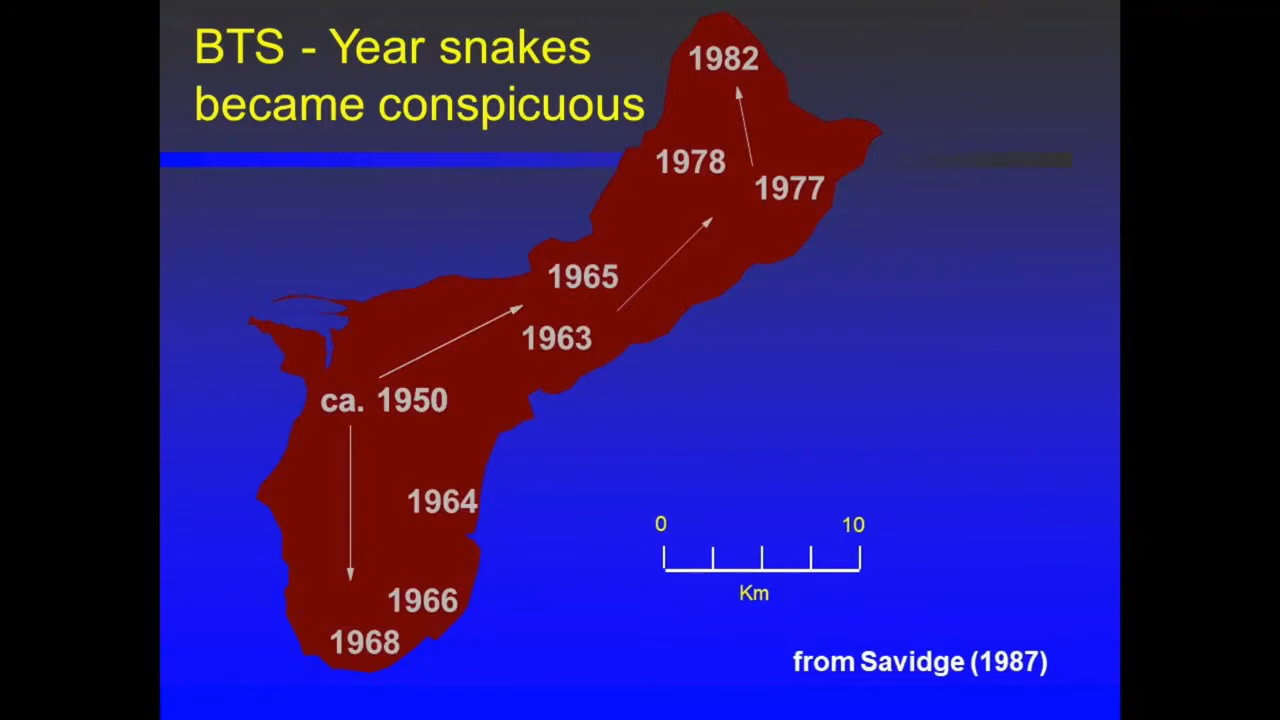 BTS - Year snakes
became conspicuous
1982
1978
1977
1965
1963
ca. 1950
1964
1966
1968
0 10
Km
from Savidge (1987)